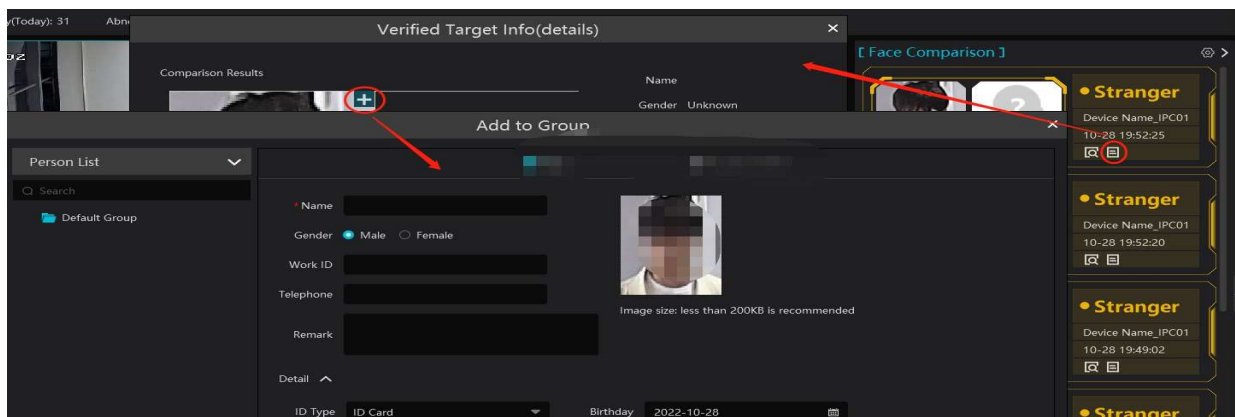 y(Today): 31 Abn
Verified Target Info(details)
[ Face Comparison ]
Comparison Results
Name
Gender Unknown
Stranger
Device Name_IPC01
10-28 19:52:25
Add to Group
Person List
Search
Default Group
*Name
Gender Male Female
Work ID
Telephone
Image size: less than 200KB is recommended
Remark
Detail
ID Type ID Card Birthday 2022-10-28
Stranger
Device Name_IPC01
10-28 19:52:20
Stranger
Device Name_IPC01
10-28 19:49:02
Stranger